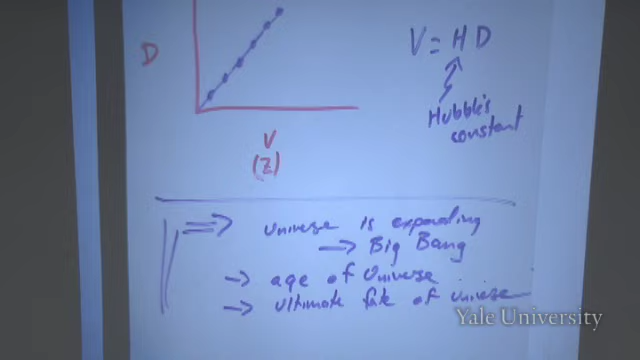 D
V = H D
Hubble's
constant
V
(Z)
⇒ Universe is expanding
→ Big Bang
→ age of Universe
→ Ultimate fate of universe
Yale University